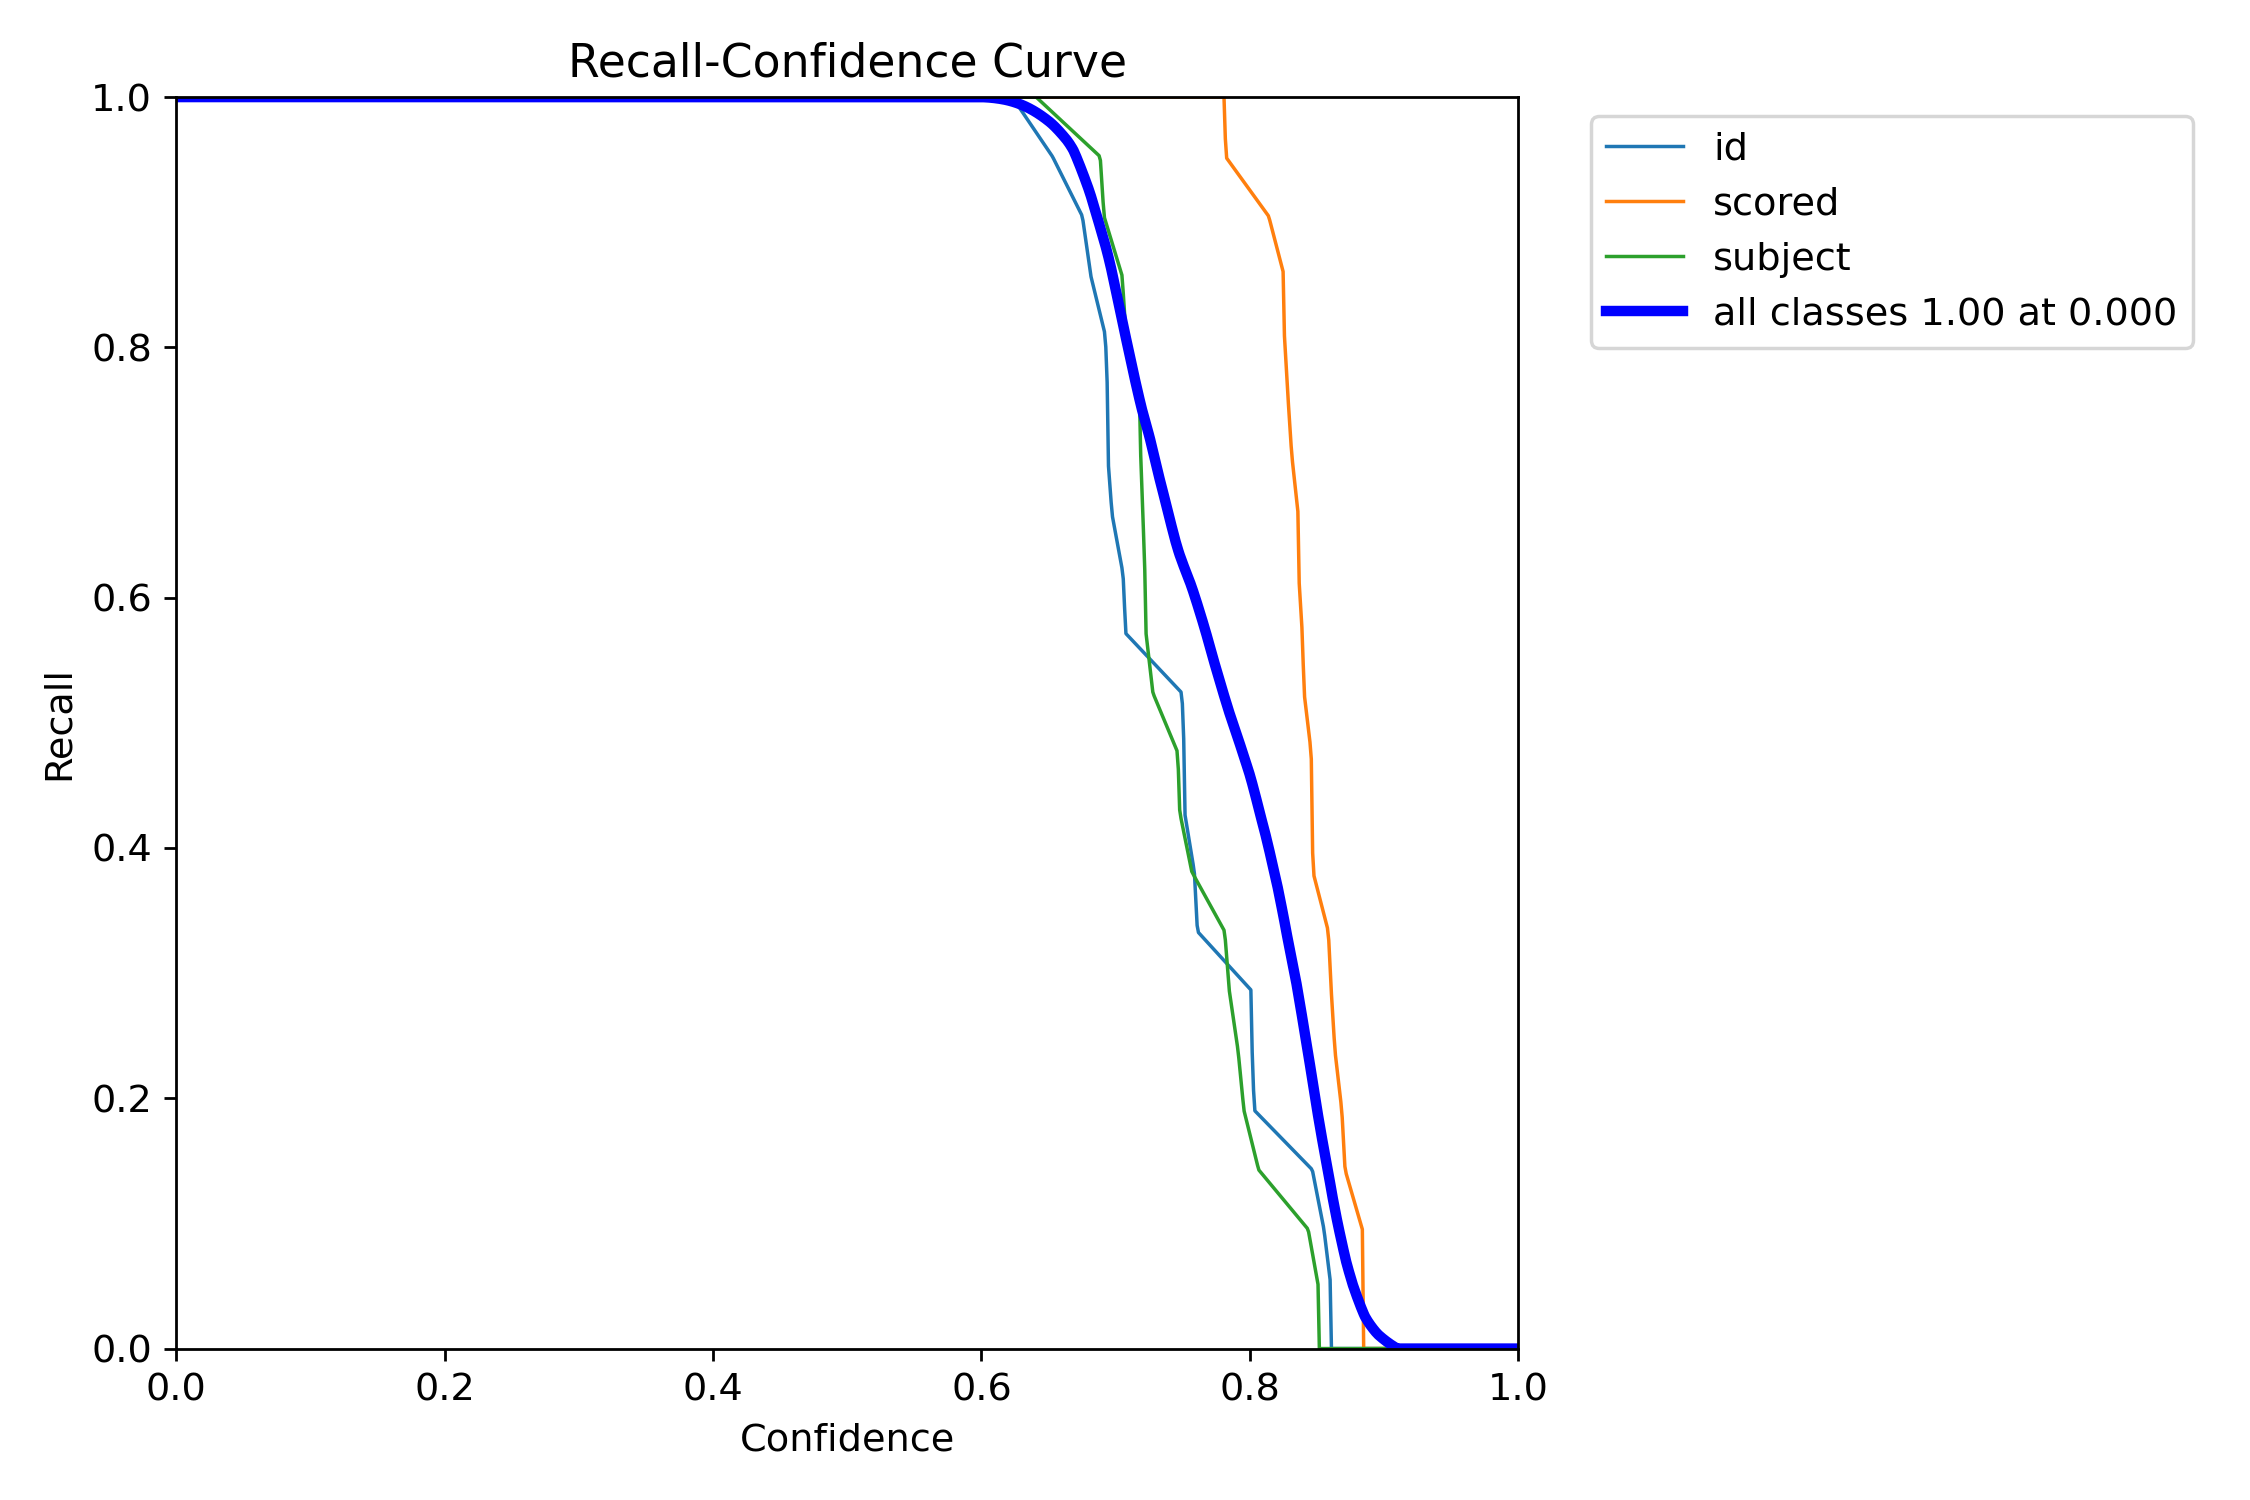 Recall-Confidence Curve
1.0
0.8
0.6
0.4
0.2
0.0
Recall
0.0 0.2 0.4 0.6 0.8 1.0
Confidence
id
scored
subject
all classes 1.00 at 0.000